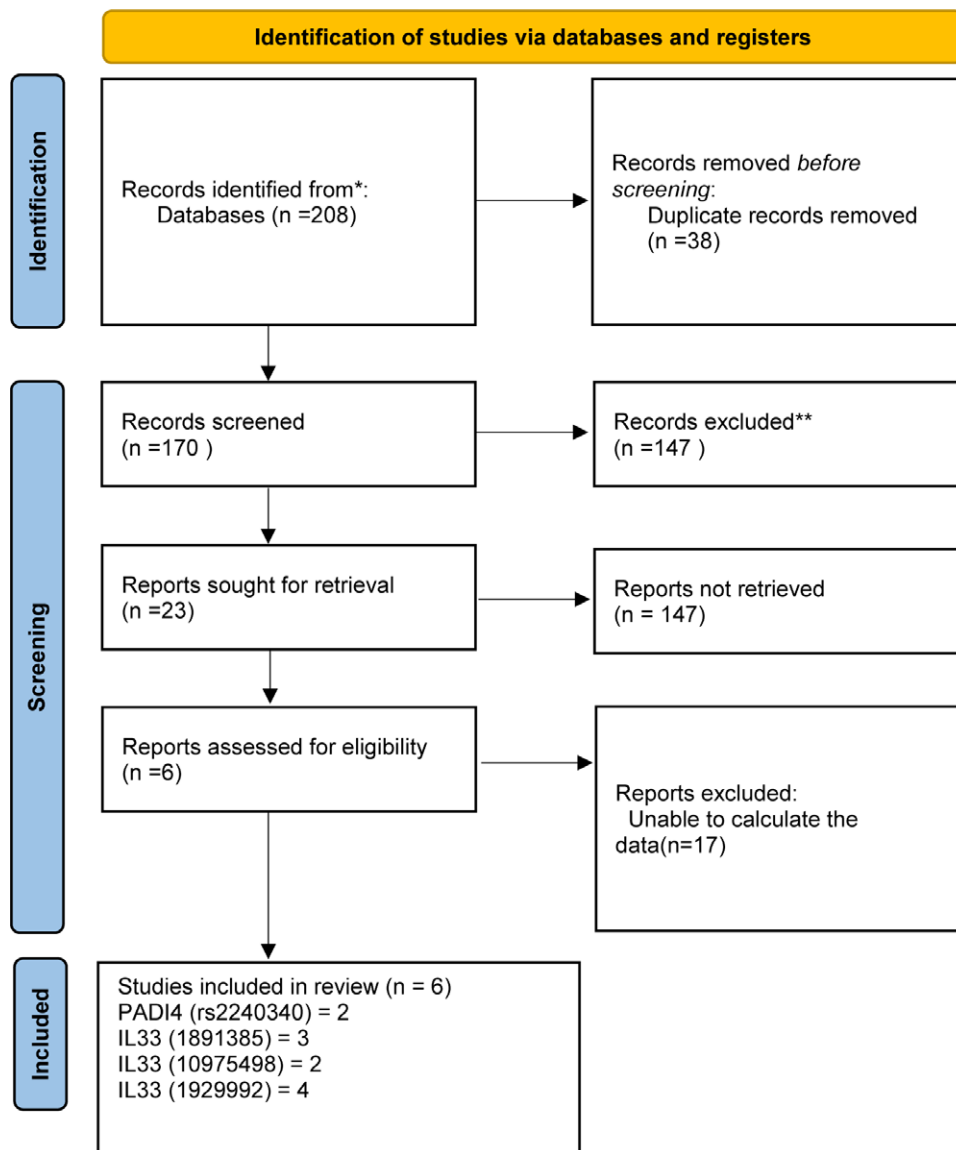 Identification of studies via databases and registers
Identification
Records identified from*:
Databases (n =208)
Records removed before
screening:
Duplicate records removed
(n =38)
Screening
Records screened
(n =170 )
Records excluded**
(n =147 )
Reports sought for retrieval
(n =23)
Reports not retrieved
(n = 147)
Reports assessed for eligibility
(n =6)
Reports excluded:
Unable to calculate the
data(n=17)
Included
Studies included in review (n = 6)
PADI4 (rs2240340) = 2
IL33 (1891385) = 3
IL33 (10975498) = 2
IL33 (1929992) = 4